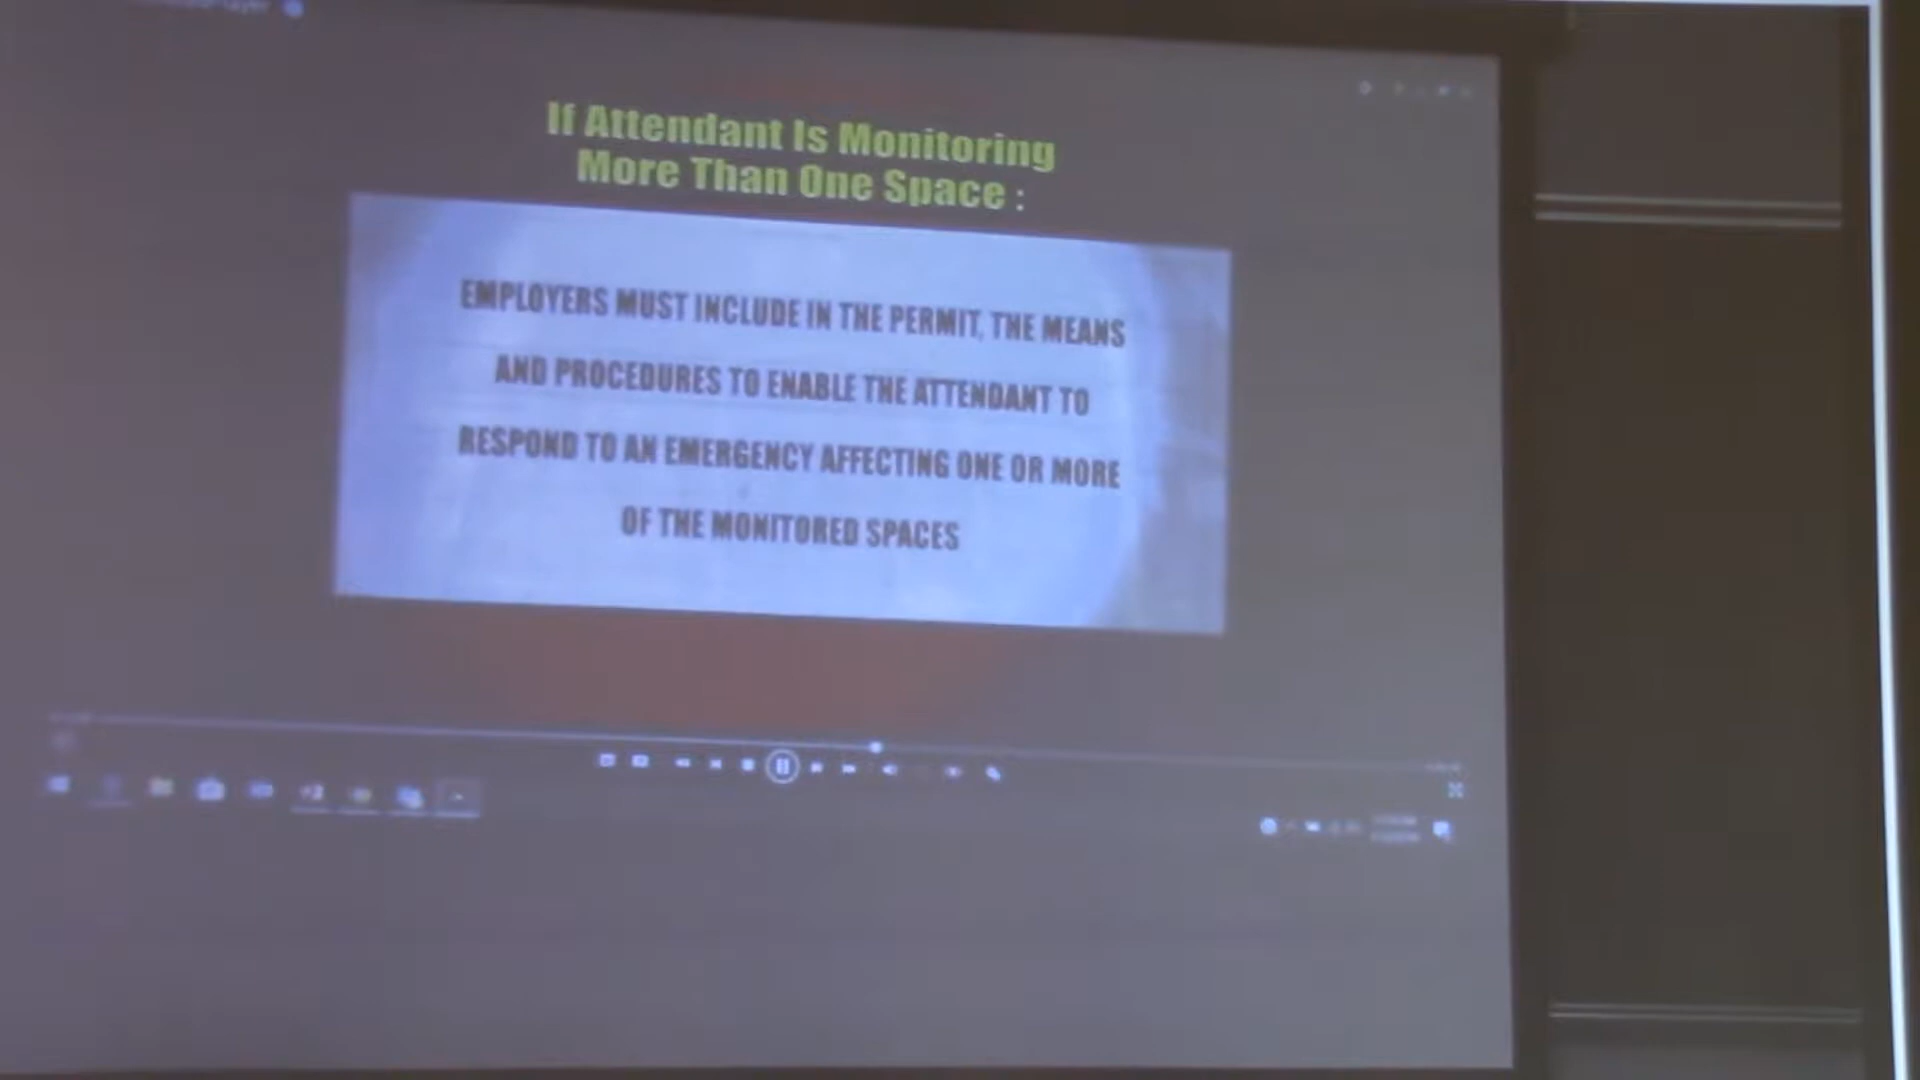 If Attendant Is Monitoring
More Than One Space :
EMPLOYERS MUST INCLUDE IN THE PERMIT, THE MEANS
AND PROCEDURES TO ENABLE THE ATTENDANT TO
RESPOND TO AN EMERGENCY AFFECTING ONE OR MORE
OF THE MONITORED SPACES